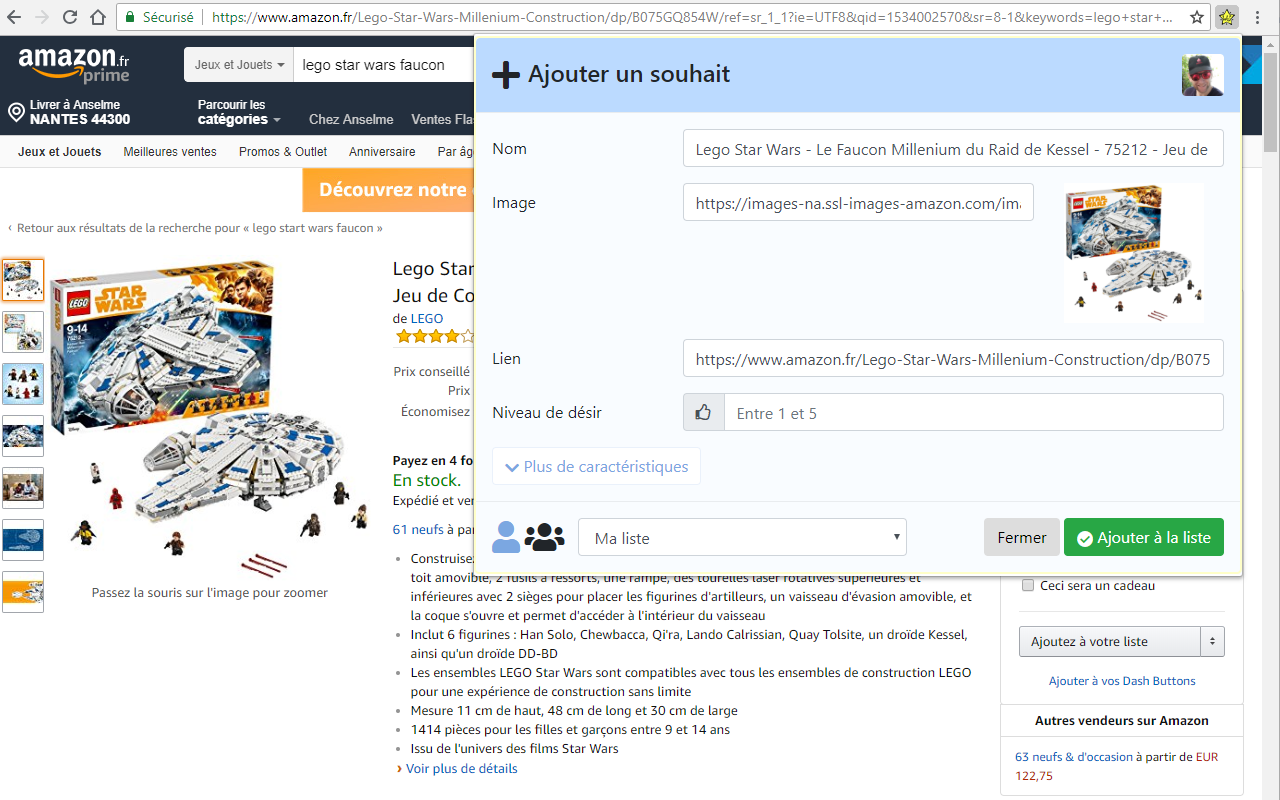 Sécurisé
https://www.amazon.fr/Lego-Star-Wars-Millenium-Construction/dp/B075GQ854W/ref=sr_1_1?ie=UTF8&qid=1534002570&sr=8-1&keywords=lego+star+...
amazon.fr
prime
Jeux et Jouets
lego star wars faucon
Livrer à Anselme
NANTES 44300
Parcourir les
catégories
Chez Anselme
Ventes Fla
Jeux et Jouets
Meilleures ventes
Promos & Outlet
Anniversaire
Par âg
Découvrez notre
‹ Retour aux résultats de la recherche pour « lego start wars faucon »
LEGO
STAR WARS
9-14
75212
Passez la souris sur l'image pour zoomer
Lego Star
Jeu de Co
de LEGO
Prix conseillé
Prix
Économisez
Payez en 4 fo
En stock.
Expédié et ven
61 neufs à par
Construisez
toit amovible, 2 fusils à ressorts, une rampe, des tourelles laser rotatives supérieures et
inférieures avec 2 sièges pour placer les figurines d'artilleurs, un vaisseau d'évasion amovible, et
la coque s'ouvre et permet d'accéder à l'intérieur du vaisseau
Inclut 6 figurines : Han Solo, Chewbacca, Qi'ra, Lando Calrissian, Quay Tolsite, un droïde Kessel,
ainsi qu'un droïde DD-BD
Les ensembles LEGO Star Wars sont compatibles avec tous les ensembles de construction LEGO
pour une expérience de construction sans limite
Mesure 11 cm de haut, 48 cm de long et 30 cm de large
1414 pièces pour les filles et garçons entre 9 et 14 ans
Issu de l'univers des films Star Wars
› Voir plus de détails
Ajouter un souhait
Nom
Lego Star Wars - Le Faucon Millenium du Raid de Kessel - 75212 - Jeu de
Image
https://images-na.ssl-images-amazon.com/ima
LEGO
STAR WARS
Lien
https://www.amazon.fr/Lego-Star-Wars-Millenium-Construction/dp/B075
Niveau de désir
Entre 1 et 5
Plus de caractéristiques
Ma liste
Fermer
Ajouter à la liste
Ceci sera un cadeau
Ajoutez à votre liste
Ajouter à vos Dash Buttons
Autres vendeurs sur Amazon
63 neufs & d'occasion à partir de EUR
122,75